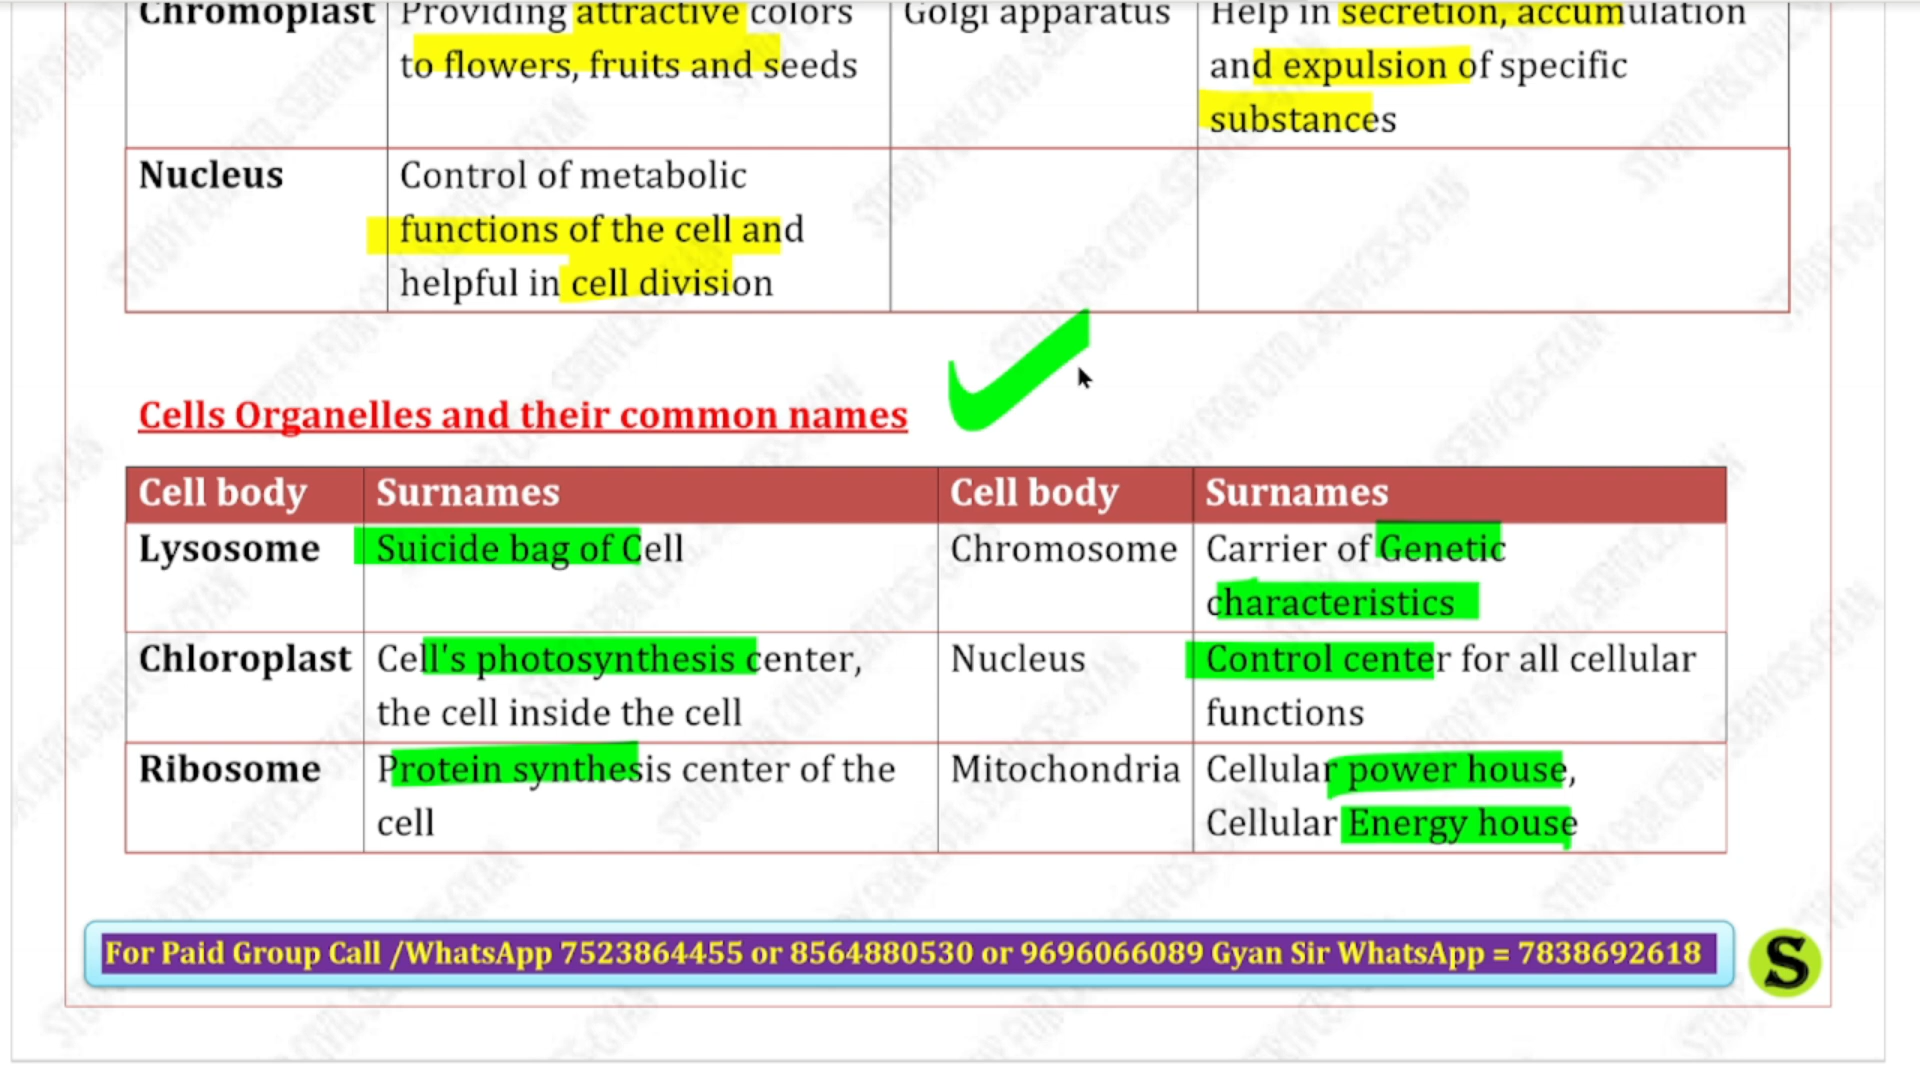 Chromoplast Providing attractive colors Golgi apparatus Help in secretion, accumulation
to flowers, fruits and seeds and expulsion of specific
substances
Nucleus Control of metabolic
functions of the cell and
helpful in cell division
Cells Organelles and their common names
Cell body Surnames Cell body Surnames
Lysosome Suicide bag of Cell Chromosome Carrier of Genetic
characteristics
Chloroplast Cell's photosynthesis center, Nucleus Control center for all cellular
the cell inside the cell functions
Ribosome Protein synthesis center of the Mitochondria Cellular power house,
cell Cellular Energy house
For Paid Group Call /WhatsApp 7523864455 or 8564880530 or 9696066089 Gyan Sir WhatsApp = 7838692618
S